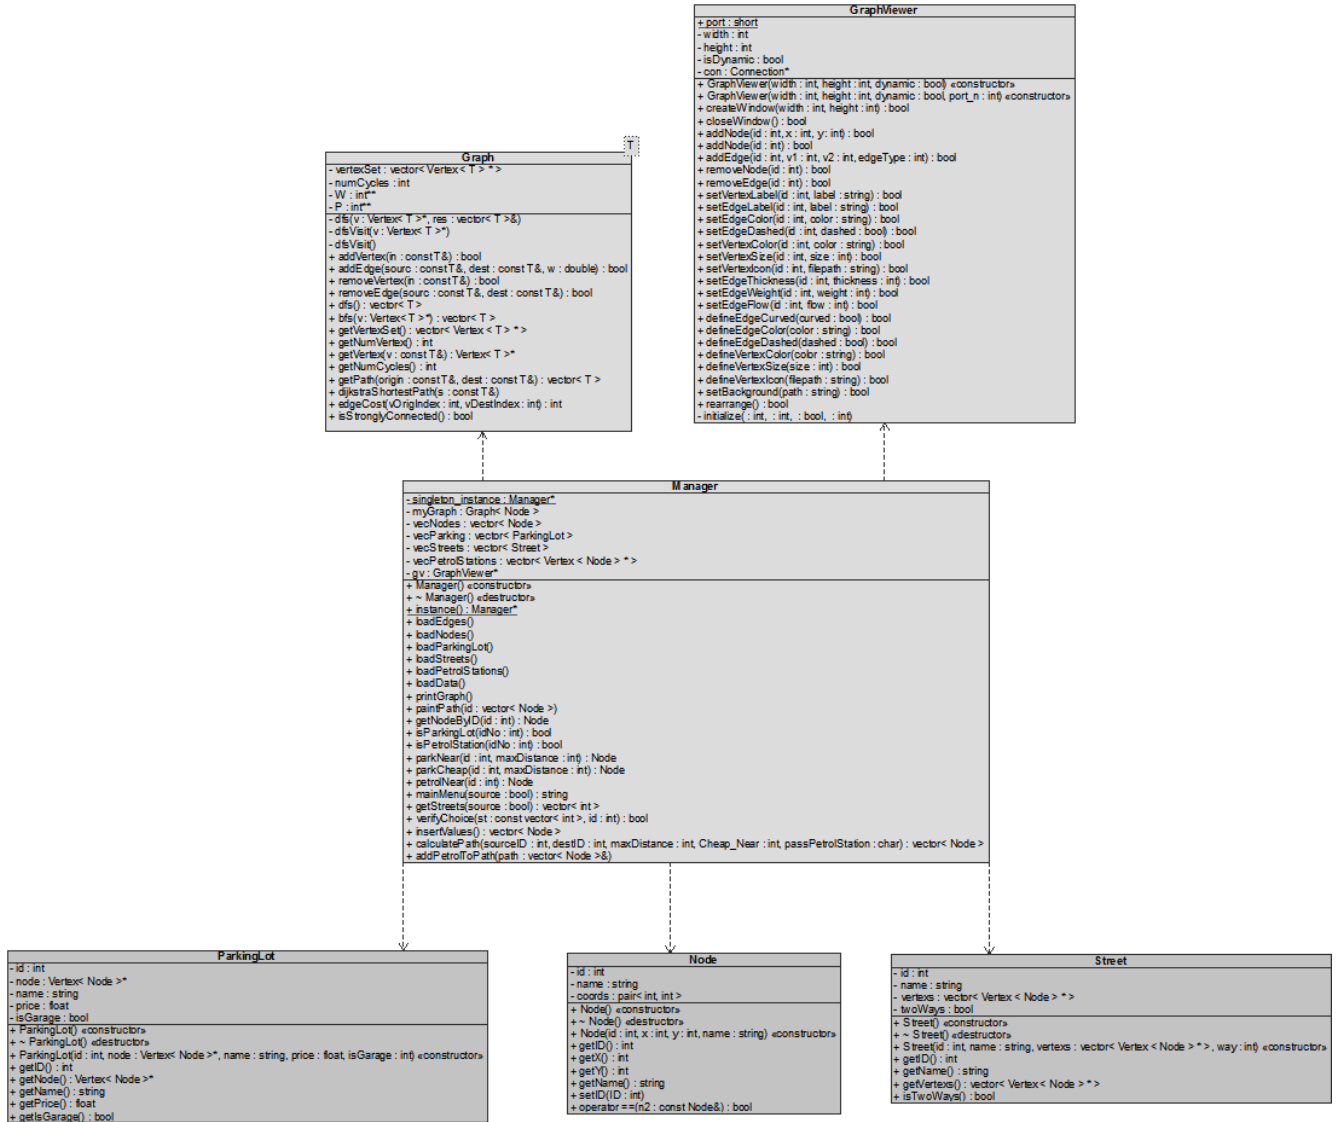 GraphViewer
+ port : short
- width : int
- height : int
- isDynamic : bool
- con : Connection*
+ GraphViewer(width : int, height : int, dynamic : bool) «constructor»
+ GraphViewer(width : int, height : int, dynamic : bool, port_n : int) «constructor»
+ createWindow(width : int, height : int) : bool
+ closeWindow() : bool
+ addNode(id : int, x : int, y : int) : bool
+ addNode(id : int) : bool
+ addEdge(id : int, v1 : int, v2 : int, edgeType : int) : bool
+ removeNode(id : int) : bool
+ removeEdge(id : int) : bool
+ setVertexLabel(id : int, label : string) : bool
+ setEdgeLabel(id : int, label : string) : bool
+ setEdgeColor(id : int, color : string) : bool
+ setEdgeDashed(id : int, dashed : bool) : bool
+ setVertexColor(id : int, color : string) : bool
+ setVertexSize(id : int, size : int) : bool
+ setVertexIcon(id : int, filepath : string) : bool
+ setEdgeThickness(id : int, thickness : int) : bool
+ setEdgeWeight(id : int, weight : int) : bool
+ setEdgeFlow(id : int, flow : int) : bool
+ defineEdgeCurved(curved : bool) : bool
+ defineEdgeColor(color : string) : bool
+ defineEdgeDashed(dashed : bool) : bool
+ defineVertexColor(color : string) : bool
+ defineVertexSize(size : int) : bool
+ defineVertexIcon(filepath : string) : bool
+ setBackground(path : string) : bool
+ rearrange() : bool
- initialize( : int, : int, : bool, : int)
T
Graph
- vertexSet : vector< Vertex < T > * >
- numCycles : int
- W : int**
- P : int**
- dfs(v : Vertex< T >*, res : vector< T >&)
- dfsVisit(v : Vertex< T >*)
- dfsVisit()
+ addVertex(in : const T&) : bool
+ addEdge(sourc : const T&, dest : const T&, w : double) : bool
+ removeVertex(in : const T&) : bool
+ removeEdge(sourc : const T&, dest : const T&) : bool
+ dfs() : vector< T >
+ bfs(v : Vertex< T >*) : vector< T >
+ getVertexSet() : vector< Vertex < T > * >
+ getNumVertex() : int
+ getVertex(v : const T&) : Vertex< T >*
+ getNumCycles() : int
+ getPath(origin : const T&, dest : const T&) : vector< T >
+ dijkstraShortestPath(s : const T&)
+ edgeCost(vOrigIndex : int, vDestIndex : int) : int
+ isStronglyConnected() : bool
Manager
- singleton_instance : Manager*
- myGraph : Graph< Node >
- vecNodes : vector< Node >
- vecParking : vector< ParkingLot >
- vecStreets : vector< Street >
- vecPetrolStations : vector< Vertex < Node > * >
- gv : GraphViewer*
+ Manager() «constructor»
+ ~ Manager() «destructor»
+ instance() : Manager*
+ loadEdges()
+ loadNodes()
+ loadParkingLot()
+ loadStreets()
+ loadPetrolStations()
+ loadData()
+ printGraph()
+ paintPath(id : vector< Node >)
+ getNodeByID(id : int) : Node
+ isParkingLot(idNo : int) : bool
+ isPetrolStation(idNo : int) : bool
+ parkNear(id : int, maxDistance : int) : Node
+ parkCheap(id : int, maxDistance : int) : Node
+ petrolNear(id : int) : Node
+ mainMenu(source : bool) : string
+ getStreets(source : bool) : vector< int >
+ verifyChoice(st : const vector< int >, id : int) : bool
+ insertValues() : vector< Node >
+ calculatePath(sourceID : int, destID : int, maxDistance : int, Cheap_Near : int, passPetrolStation : char) : vector< Node >
+ addPetrolToPath(path : vector< Node >&)
ParkingLot
- id : int
- node : Vertex< Node >*
- name : string
- price : float
- isGarage : bool
+ ParkingLot() «constructor»
+ ~ ParkingLot() «destructor»
+ ParkingLot(id : int, node : Vertex< Node >*, name : string, price : float, isGarage : int) «constructor»
+ getID() : int
+ getNode() : Vertex< Node >*
+ getName() : string
+ getPrice() : float
+ getIsGarage() : bool
Node
- id : int
- name : string
- coords : pair< int, int >
+ Node() «constructor»
+ ~ Node() «destructor»
+ Node(id : int, x : int, y : int, name : string) «constructor»
+ getID() : int
+ getX() : int
+ getY() : int
+ getName() : string
+ setID(ID : int)
+ operator ==(n2 : const Node&) : bool
Street
- id : int
- name : string
- vertexs : vector< Vertex < Node > * >
- twoWays : bool
+ Street() «constructor»
+ ~ Street() «destructor»
+ Street(id : int, name : string, vertexs : vector< Vertex < Node > * >, way : int) «constructor»
+ getID() : int
+ getName() : string
+ getVertexs() : vector< Vertex < Node > * >
+ isTwoWays() : bool